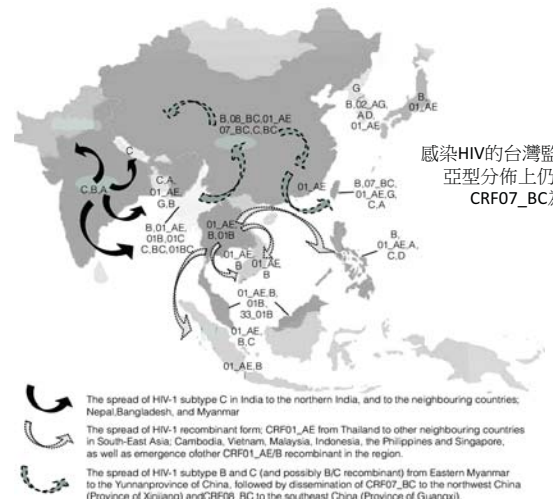 G
B,02_AG,
A,D,
01_AE
B,
01_AE
B,08_BC,01_AE
07_BC,C,BC
感染HIV的台灣監
亞型分佈上仍
CRF07_BC為
C
C,B,A
C,A,
01_AE,
G,B,
01_AE
B,07_BC,
01_AE,G,
C,A
B,01_AE,
01B,01C
C,BC,01BC
01_AE,
B,01B
01_AE,
B
01_AE,
B
B,
01_AE,A,
C,D
01_AE,B,
01B,
33_01B
01_AE,
B,C
01_AE,B
The spread of HIV-1 subtype C in India to the northern India, and to the neighbouring countries;
Nepal,Bangladesh, and Myanmar
The spread of HIV-1 recombinant form; CRF01_AE from Thailand to other neighbouring countries
in South-East Asia; Cambodia, Vietnam, Malaysia, Indonesia, the Philippines and Singapore,
as well as emergence ofother CRF01_AE/B recombinant in the region.
The spread of HIV-1 subtype B and C (and possibly B/C recombinant) from Eastern Myanmar
to the Yunnanprovince of China, followed by dissemination of CRF07_BC to the northwest China
(Province of Xinjiang) andCRF08_BC to the southeast China (Province of Guangxi).